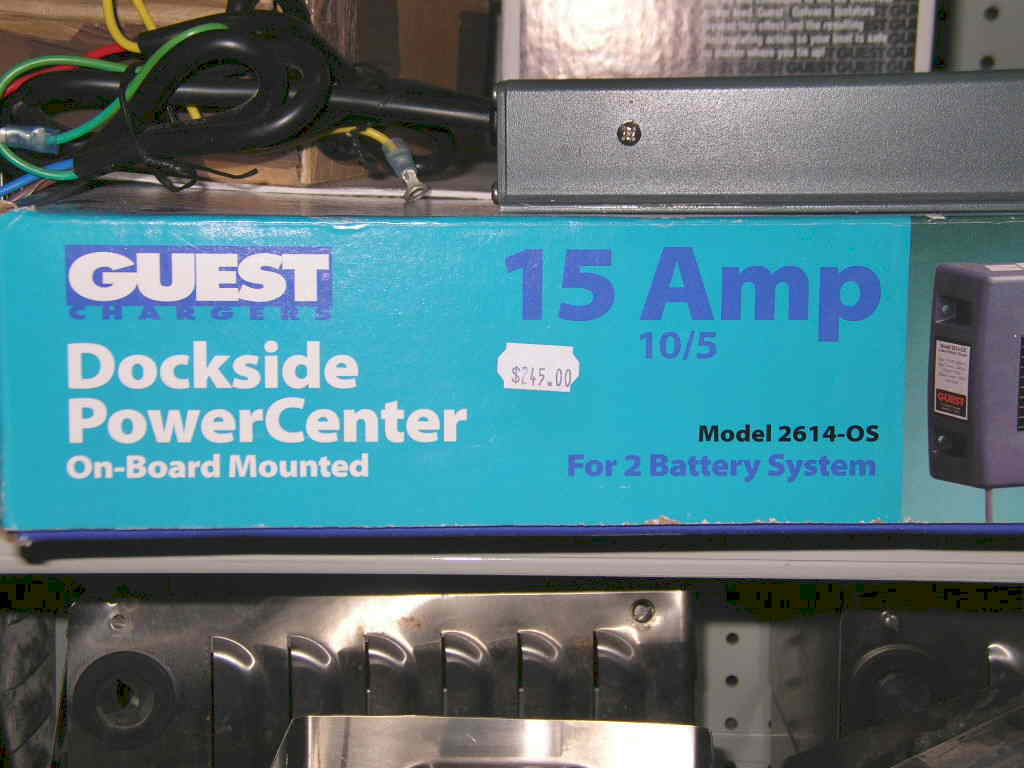 GUEST
CHARGERS
15 Amp
10/5
Dockside
PowerCenter
On-Board Mounted
$245.00
Model 2614-OS
For 2 Battery System
GUEST